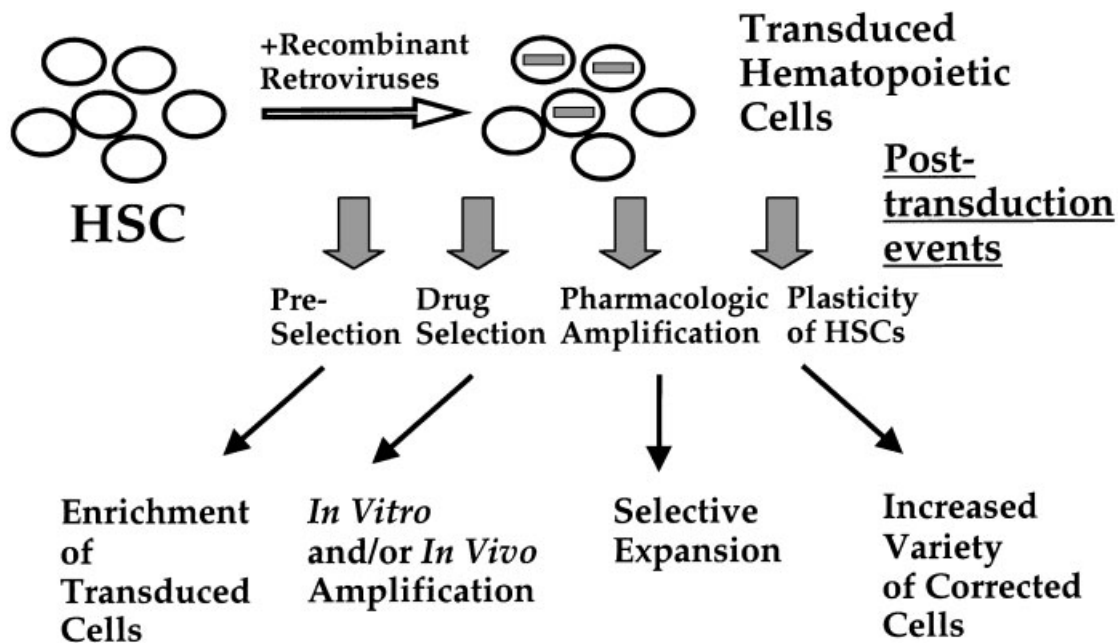 +Recombinant
Retroviruses
Transduced
Hematopoietic
Cells
HSC
Post-
transduction
events
Pre-
Selection
Drug
Selection
Pharmacologic
Amplification
Plasticity
of HSCs
Enrichment
of
Transduced
Cells
In Vitro
and/or In Vivo
Amplification
Selective
Expansion
Increased
Variety
of Corrected
Cells